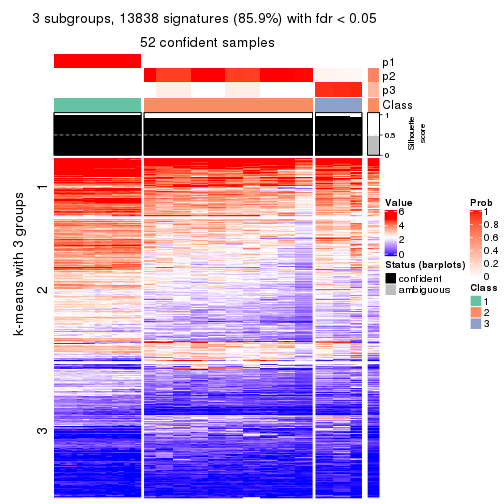 3 subgroups, 13838 signatures (85.9%) with fdr < 0.05
52 confident samples
p1
p2
p3
Class
1
0.5
0
Silhouette
score
k-means with 3 groups
1
2
3
Value
6
4
2
0
Status (barplots)
confident
ambiguous
Prob
1
0.8
0.6
0.4
0.2
0
Class
1
2
3